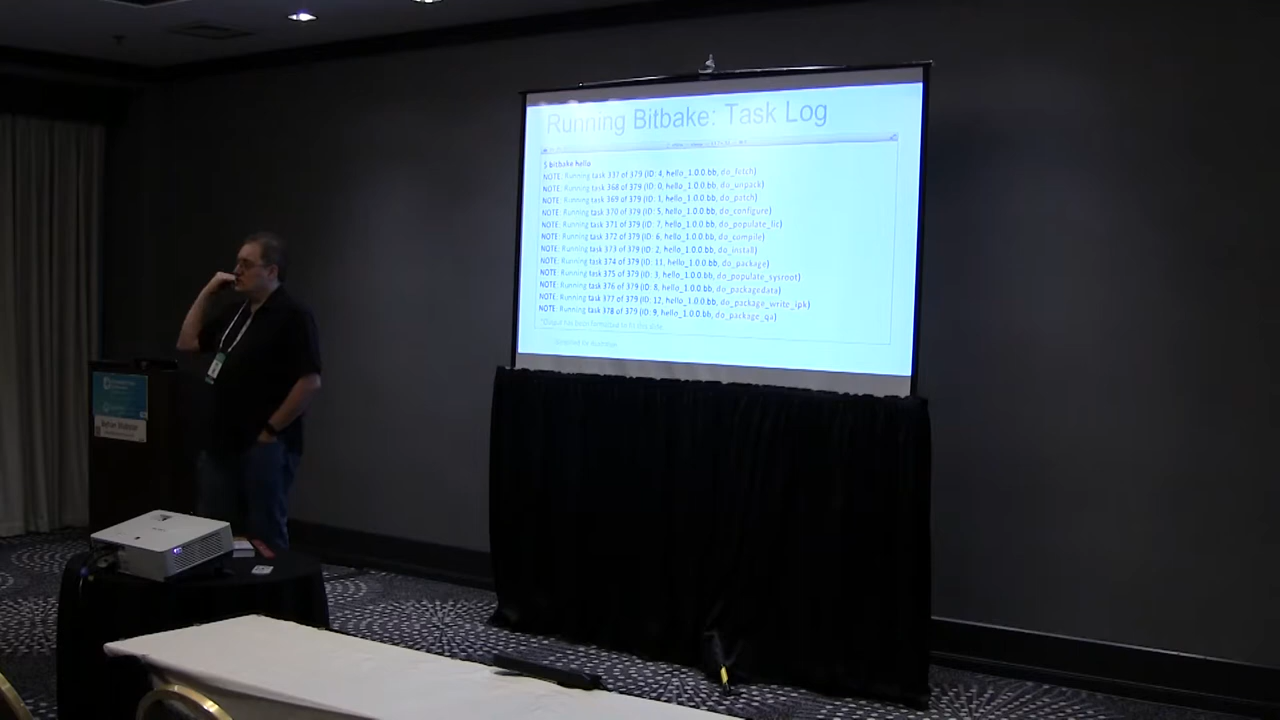 Running Bitbake: Task Log
$ bitbake hello
NOTE: Running task 337 of 379 (ID: 4, hello_1.0.0.bb, do_fetch)
NOTE: Running task 368 of 379 (ID: 0, hello_1.0.0.bb, do_unpack)
NOTE: Running task 369 of 379 (ID: 1, hello_1.0.0.bb, do_patch)
NOTE: Running task 370 of 379 (ID: 5, hello_1.0.0.bb, do_configure)
NOTE: Running task 371 of 379 (ID: 7, hello_1.0.0.bb, do_populate_lic)
NOTE: Running task 372 of 379 (ID: 6, hello_1.0.0.bb, do_compile)
NOTE: Running task 373 of 379 (ID: 2, hello_1.0.0.bb, do_install)
NOTE: Running task 374 of 379 (ID: 11, hello_1.0.0.bb, do_package)
NOTE: Running task 375 of 379 (ID: 3, hello_1.0.0.bb, do_populate_sysroot)
NOTE: Running task 376 of 379 (ID: 8, hello_1.0.0.bb, do_packagedata)
NOTE: Running task 377 of 379 (ID: 12, hello_1.0.0.bb, do_package_write_ipk)
NOTE: Running task 378 of 379 (ID: 9, hello_1.0.0.bb, do_package_qa)
*Output has been formatted to fit this slide.